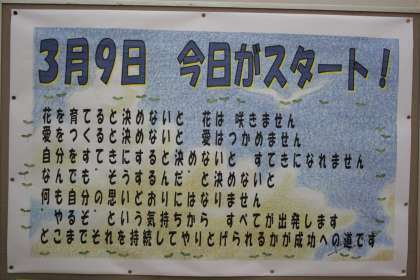 3月9日 今日がスタート!
花を育てると決めないと 花は 咲きません
愛をつくると決めないと 愛はつかめません
自分をすてきにすると決めないと すてきになれません
なんでも"そうするんだ"と決めないと
何も自分の思いどおりにはなりません
"やるぞ"という気持ちから すべてが出発します
どこまでそれを持続してやりとげられるかが成功への道です